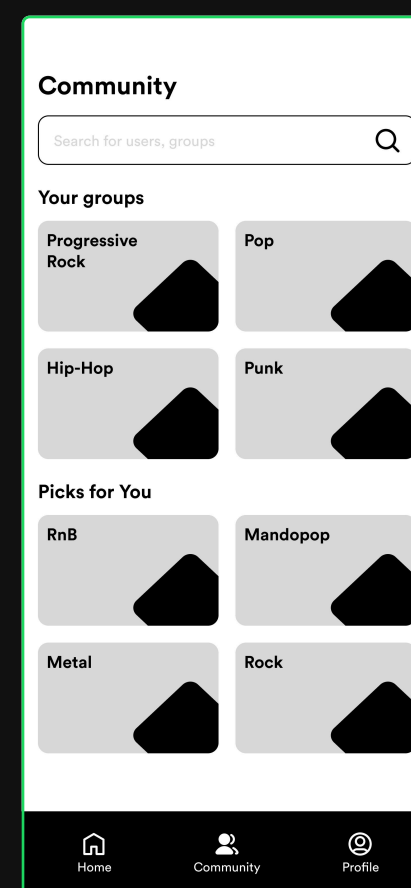 Community
Search for users, groups
Your groups
Progressive
Rock
Pop
Hip-Hop
Punk
Picks for You
RnB
Mandopop
Metal
Rock
Home
Community
Profile